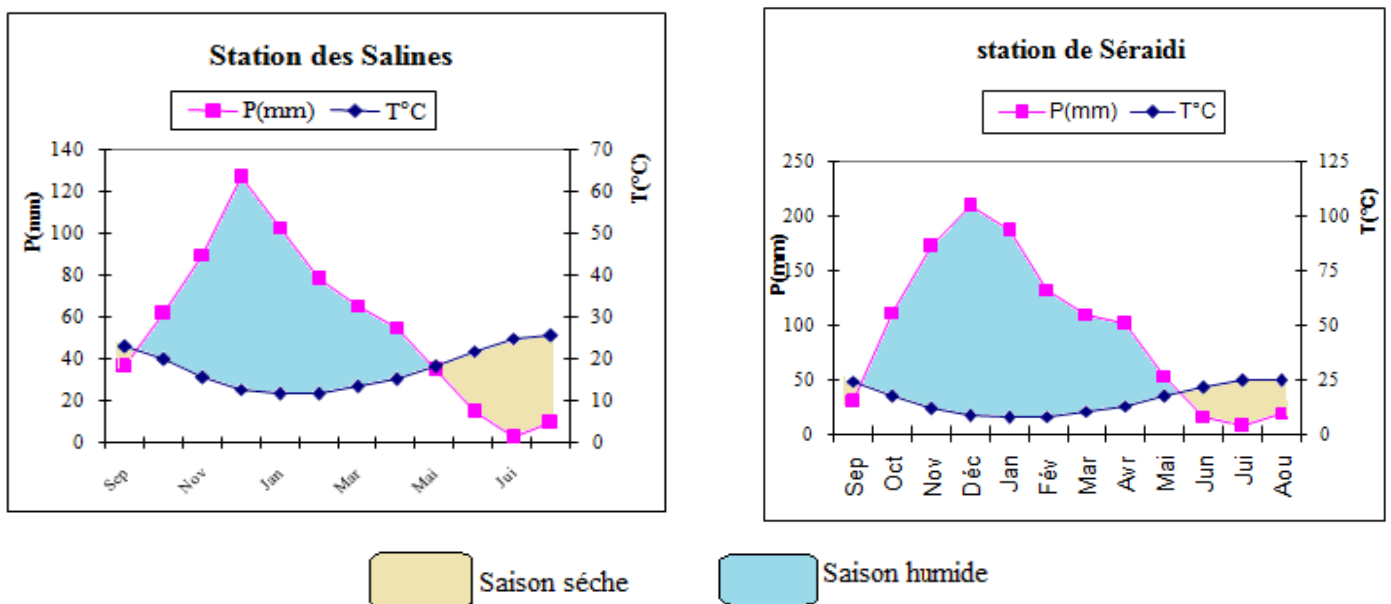 Station des Salines
P(mm) T°C
140
120
100
80
60
40
20
0
P(mm)
70
60
50
40
30
20
10
0
T(°C)
Sep Nov Jan Mar Mai Jui
station de Séraidi
P(mm) T°C
250
200
150
100
50
0
P(mm)
125
100
75
50
25
0
T(°C)
Sep Oct Nov Déc Jan Fév Mar Avr Mai Jun Jui Aou
Saison séche
Saison humide